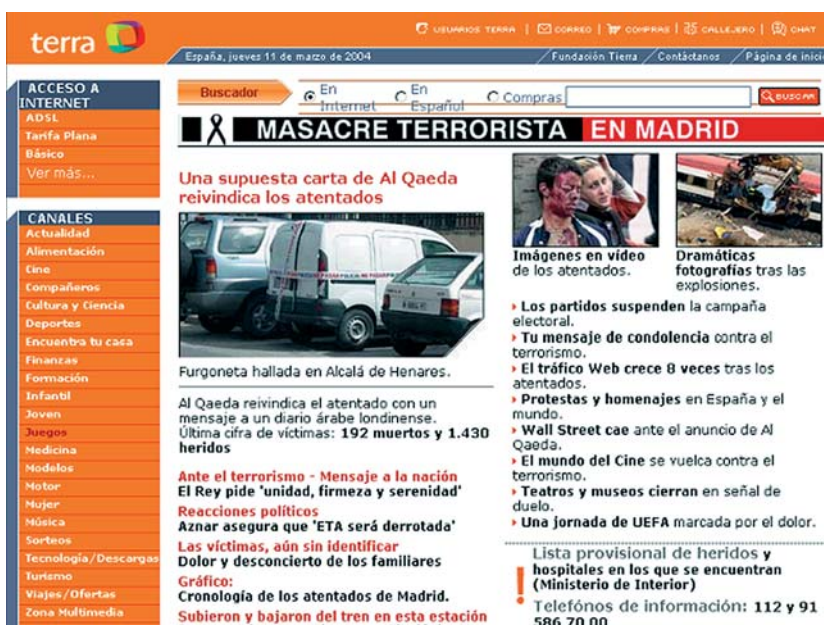 terra
USUARIOS TERRA | CORREO | COMPRAS | CALLEJERO | CHAT
España, jueves 11 de marzo de 2004
Fundación Tierra Contáctanos Página de inicio
ACCESO A
INTERNET
ADSL
Tarifa Plana
Básico
Ver más...
CANALES
Actualidad
Alimentación
Cine
Compañeros
Cultura y Ciencia
Deportes
Encuentra tu casa
Finanzas
Formación
Infantil
Joven
Juegos
Medicina
Modelos
Motor
Mujer
Música
Sorteos
Tecnología/Descargas
Turismo
Viajes/Ofertas
Zona Multimedia
Buscador En Internet En Español Compras BUSCAR
MASACRE TERRORISTA EN MADRID
Una supuesta carta de Al Qaeda
reivindica los atentados
Furgoneta hallada en Alcalá de Henares.
Al Qaeda reivindica el atentado con un
mensaje a un diario árabe londinense.
Última cifra de víctimas: 192 muertos y 1.430
heridos
Ante el terrorismo - Mensaje a la nación
El Rey pide 'unidad, firmeza y serenidad'
Reacciones políticos
Aznar asegura que 'ETA será derrotada'
Las víctimas, aún sin identificar
Dolor y desconcierto de los familiares
Gráfico:
Cronología de los atentados de Madrid.
Subieron y bajaron del tren en esta estación
Imágenes en vídeo
de los atentados.
Dramáticas
fotografías tras las
explosiones.
Los partidos suspenden la campaña
electoral.
Tu mensaje de condolencia contra el
terrorismo.
El tráfico Web crece 8 veces tras los
atentados.
Protestas y homenajes en España y el
mundo.
Wall Street cae ante el anuncio de Al
Qaeda.
El mundo del Cine se vuelca contra el
terrorismo.
Teatros y museos cierran en señal de
duelo.
Una jornada de UEFA marcada por el dolor.
Lista provisional de heridos y
hospitales en los que se encuentran
(Ministerio de Interior)
Telefónos de información: 112 y 91
586 70 00